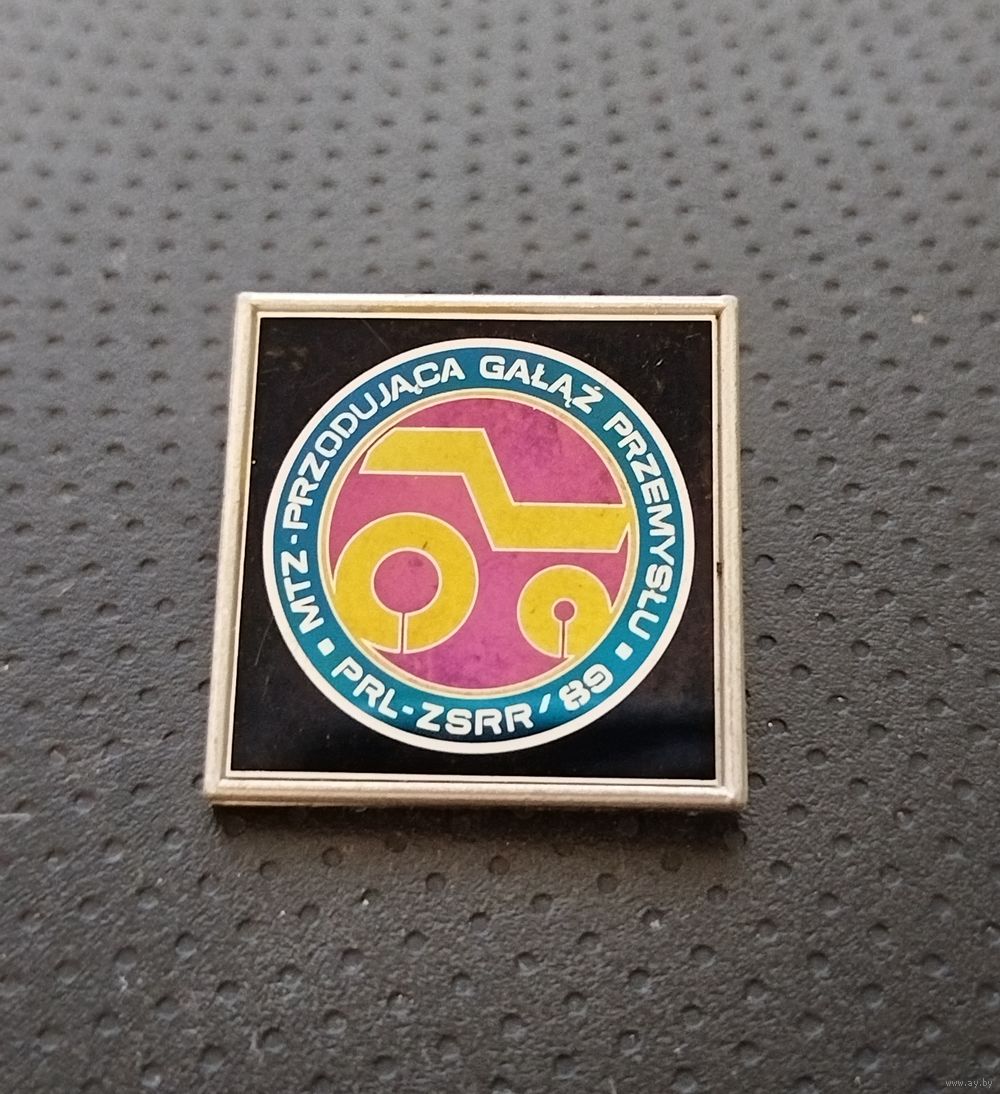 MTZ - PRZODUJĄCA GAŁĄŹ PRZEMYSŁU
PRL - ZSRR / 89
www.ay.by